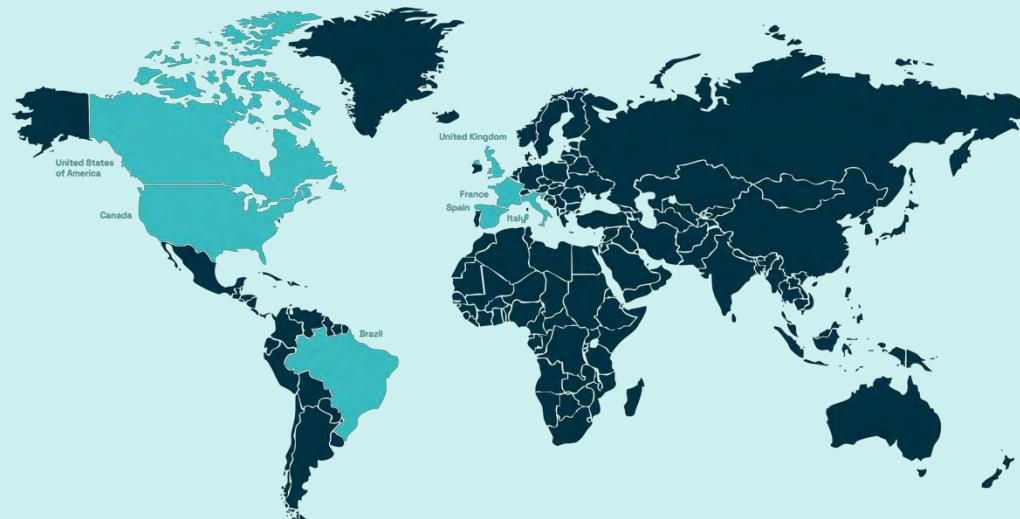 United Kingdom
United States
of America
France
Canada
Spain
Italy
Brazil